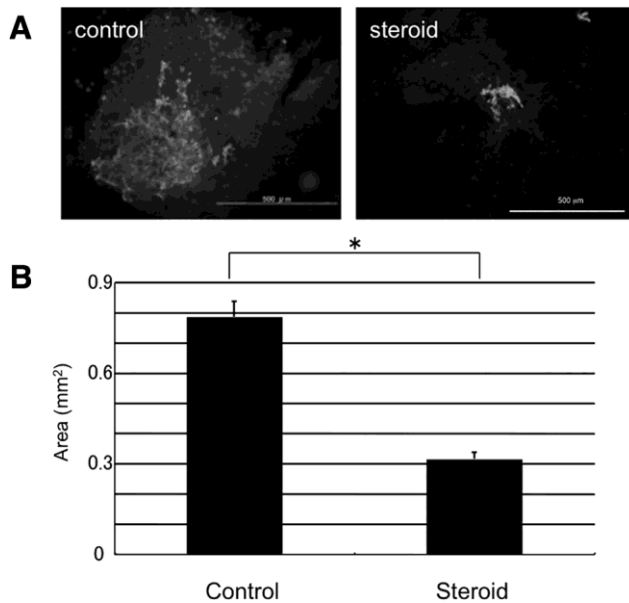 A
control
500 μm
steroid
500 μm
B
*
0.9
0.6
0.3
0
Area (mm²)
Control
Steroid